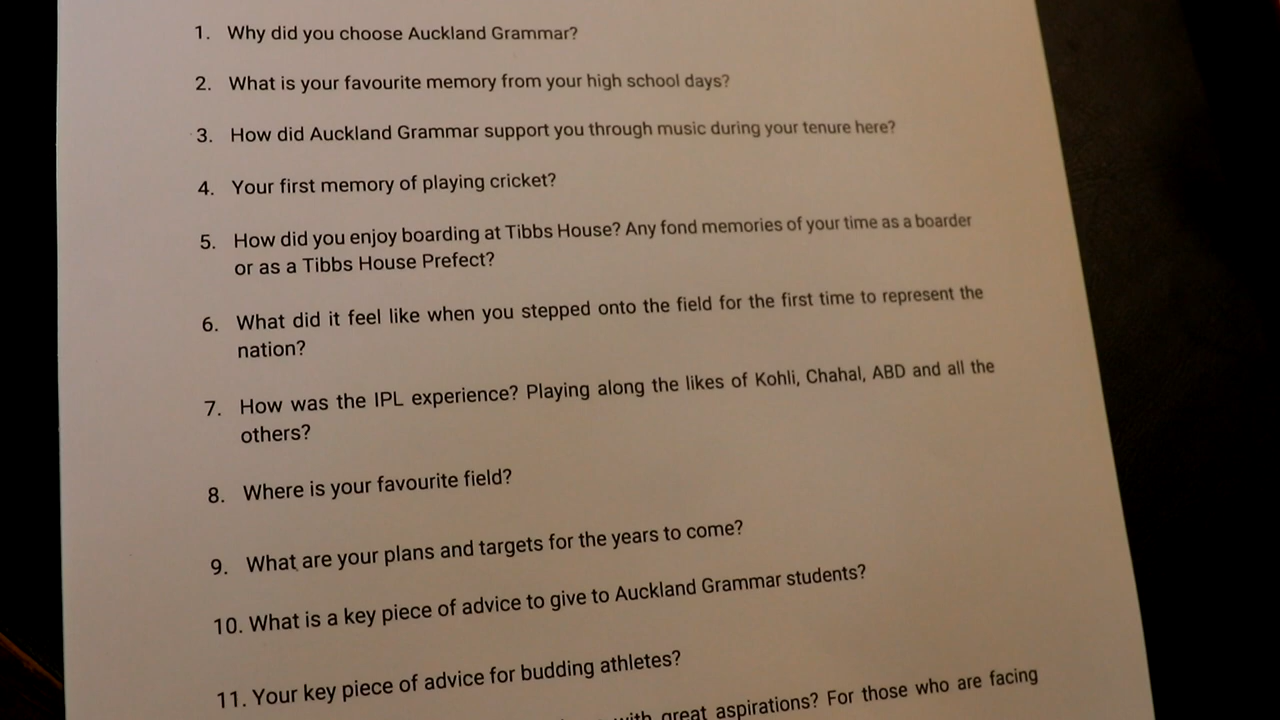 1. Why did you choose Auckland Grammar?
2. What is your favourite memory from your high school days?
3. How did Auckland Grammar support you through music during your tenure here?
4. Your first memory of playing cricket?
5. How did you enjoy boarding at Tibbs House? Any fond memories of your time as a boarder
or as a Tibbs House Prefect?
6. What did it feel like when you stepped onto the field for the first time to represent the
nation?
7. How was the IPL experience? Playing along the likes of Kohli, Chahal, ABD and all the
others?
8. Where is your favourite field?
9. What are your plans and targets for the years to come?
10. What is a key piece of advice to give to Auckland Grammar students?
11. Your key piece of advice for budding athletes?
with great aspirations? For those who are facing